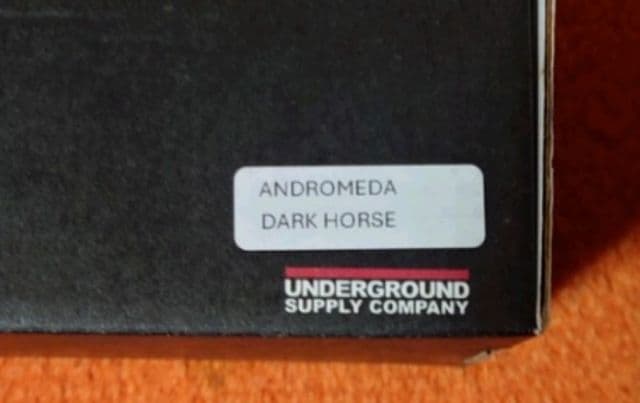 ANDROMEDA
DARK HORSE
UNDERGROUND
SUPPLY COMPANY